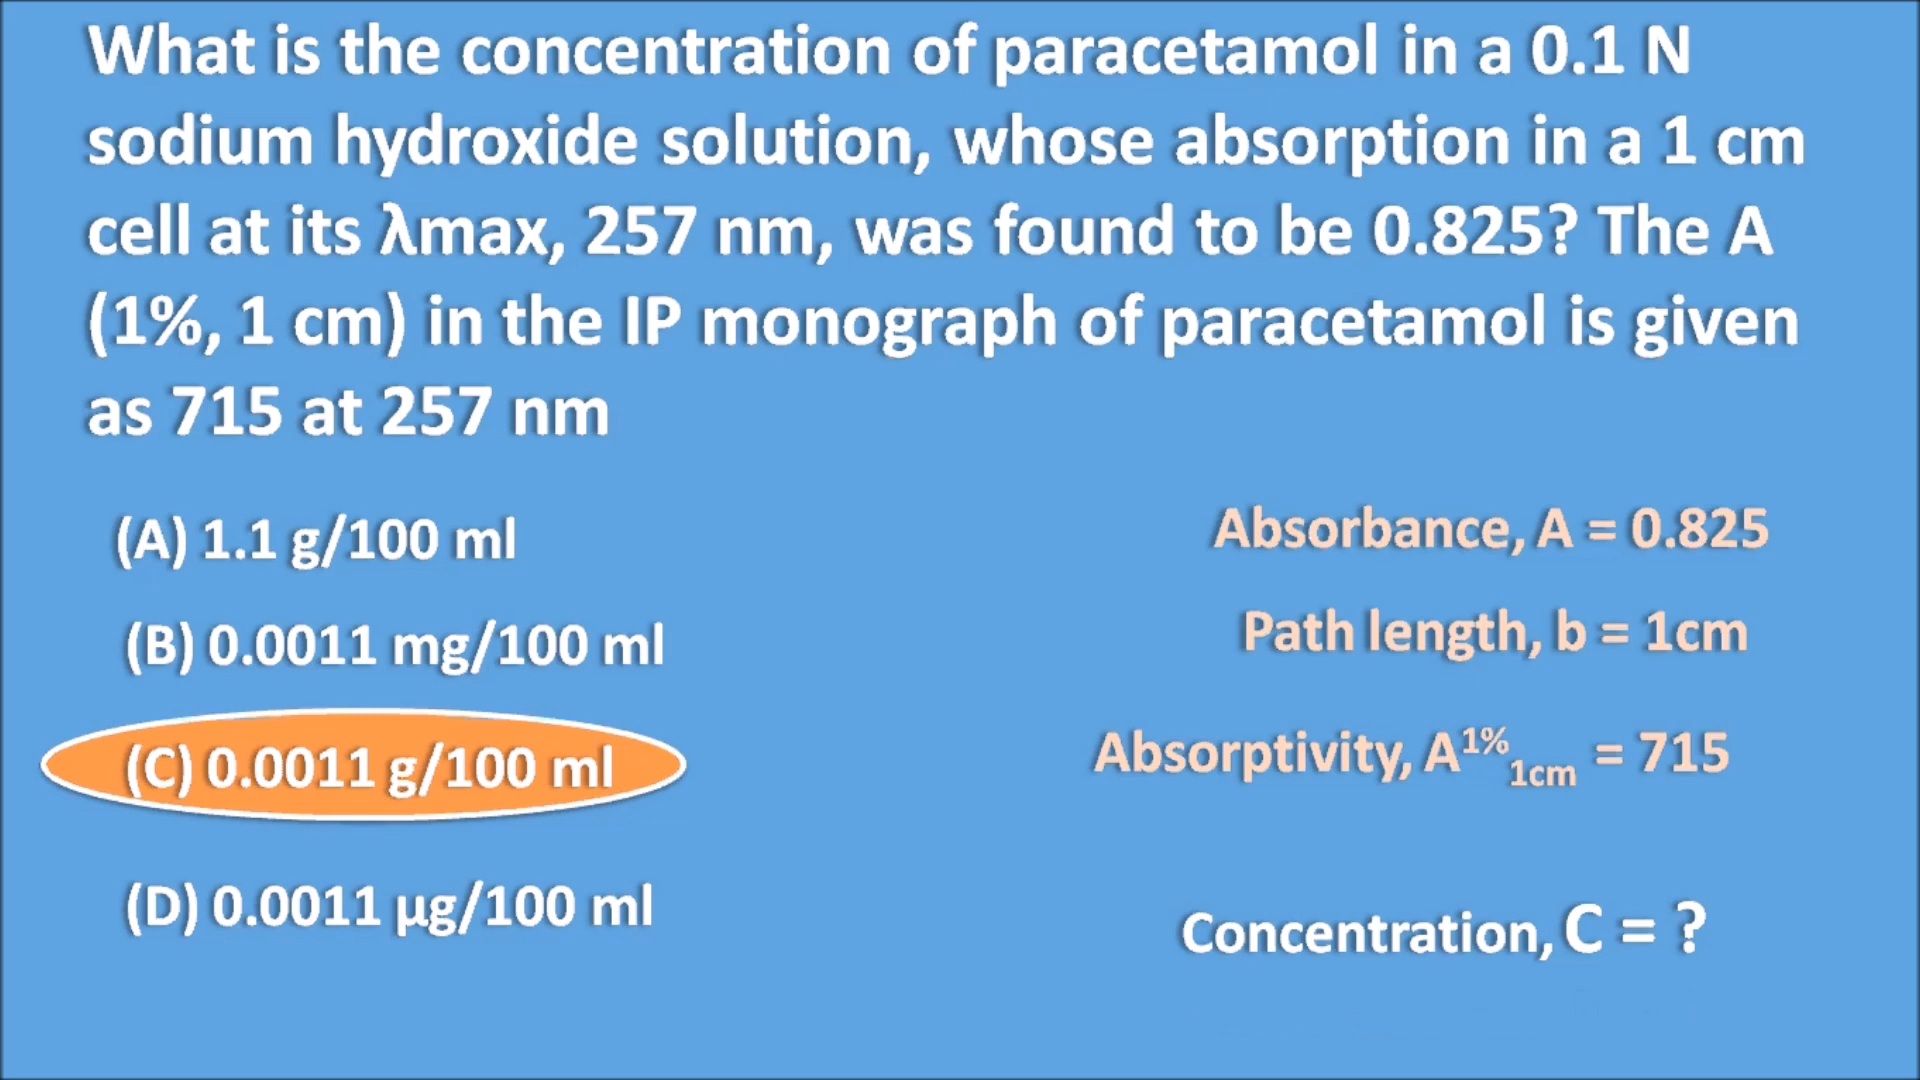 What is the concentration of paracetamol in a 0.1 N
sodium hydroxide solution, whose absorption in a 1 cm
cell at its λmax, 257 nm, was found to be 0.825? The A
(1%, 1 cm) in the IP monograph of paracetamol is given
as 715 at 257 nm
(A) 1.1 g/100 ml
(B) 0.0011 mg/100 ml
(C) 0.0011 g/100 ml
(D) 0.0011 μg/100 ml
Absorbance, A = 0.825
Path length, b = 1cm
Absorptivity, A¹%₁cm = 715
Concentration, C = ?